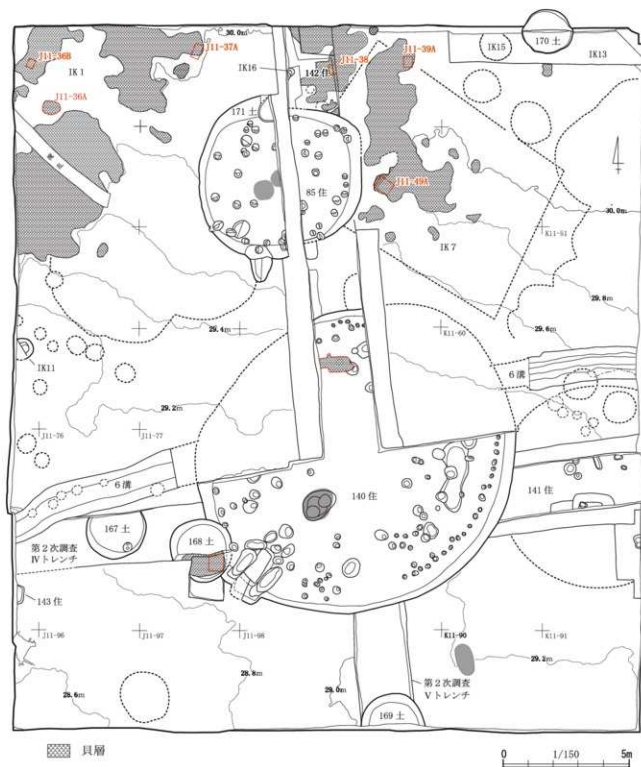 J11-36B
IK 1
J11-37A
30.0m
IK16
142 住
J11-38
J11-39A
IK15
170 土
IK13
J11-36A
171 土
85 住
J11-49A
30.0m
IK 7
K11-51
29.8m
29.6m
29.4m
K11-60
IK11
6 溝
29.2m
J11-76
J11-77
6 溝
140 住
141 住
167 土
168 土
第2次調査
Ⅳトレンチ
143 住
J11-96
J11-97
J11-98
K11-90
K11-91
29.2m
28.6m
28.8m
29.0m
第2次調査
Ⅴトレンチ
169 土
貝層
0 1/150 5m